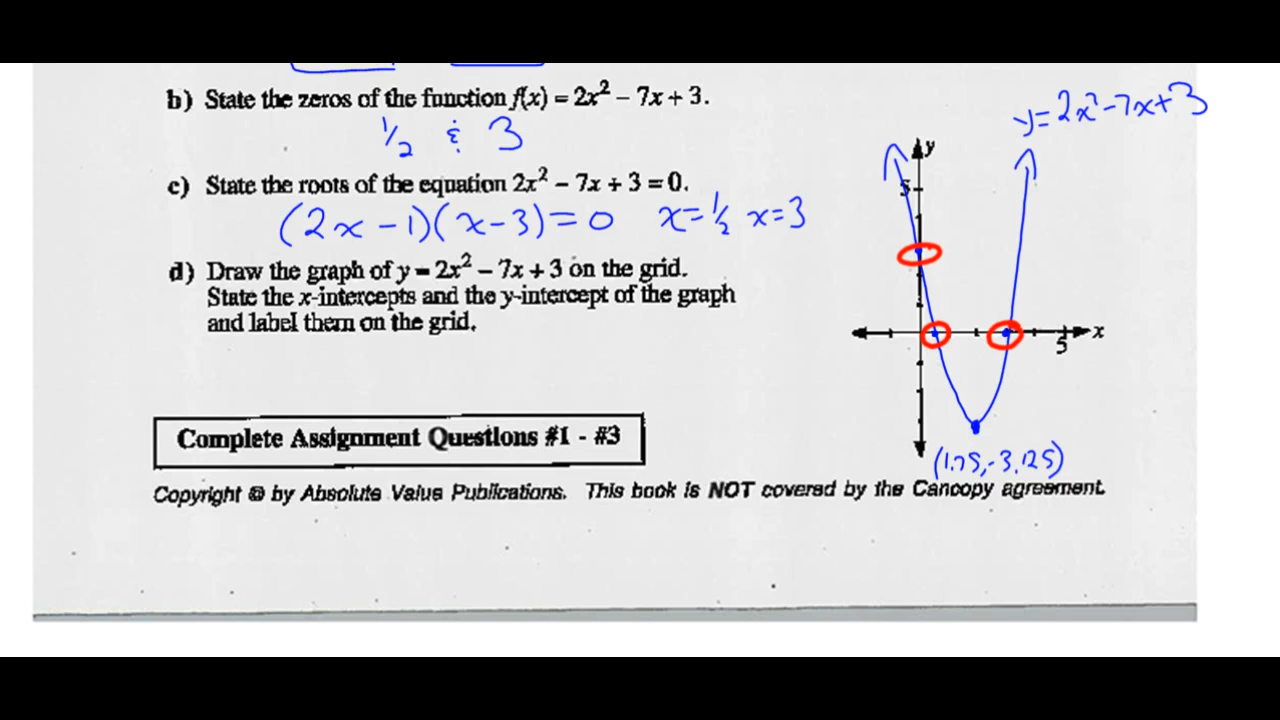 b) State the zeros of the function f(x) = 2x² – 7x + 3.
½ & 3
c) State the roots of the equation 2x² – 7x + 3 = 0.
(2x – 1)(x – 3) = 0 x = ½ x = 3
d) Draw the graph of y = 2x² – 7x + 3 on the grid.
State the x-intercepts and the y-intercept of the graph
and label them on the grid.
y = 2x² – 7x + 3
y
5
x
5
(1.75, -3.125)
Complete Assignment Questions #1 - #3
Copyright © by Absolute Value Publications. This book is NOT covered by the Cancopy agreement.